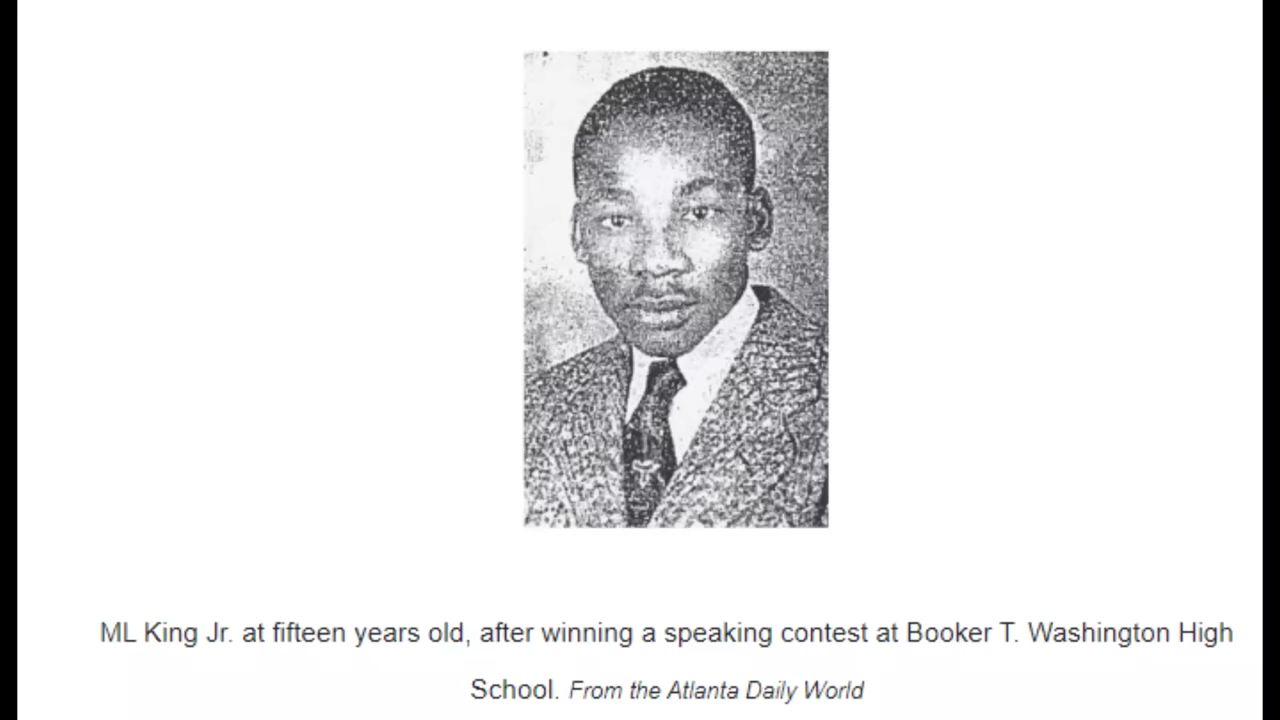 ML King Jr. at fifteen years old, after winning a speaking contest at Booker T. Washington High
School. From the Atlanta Daily World